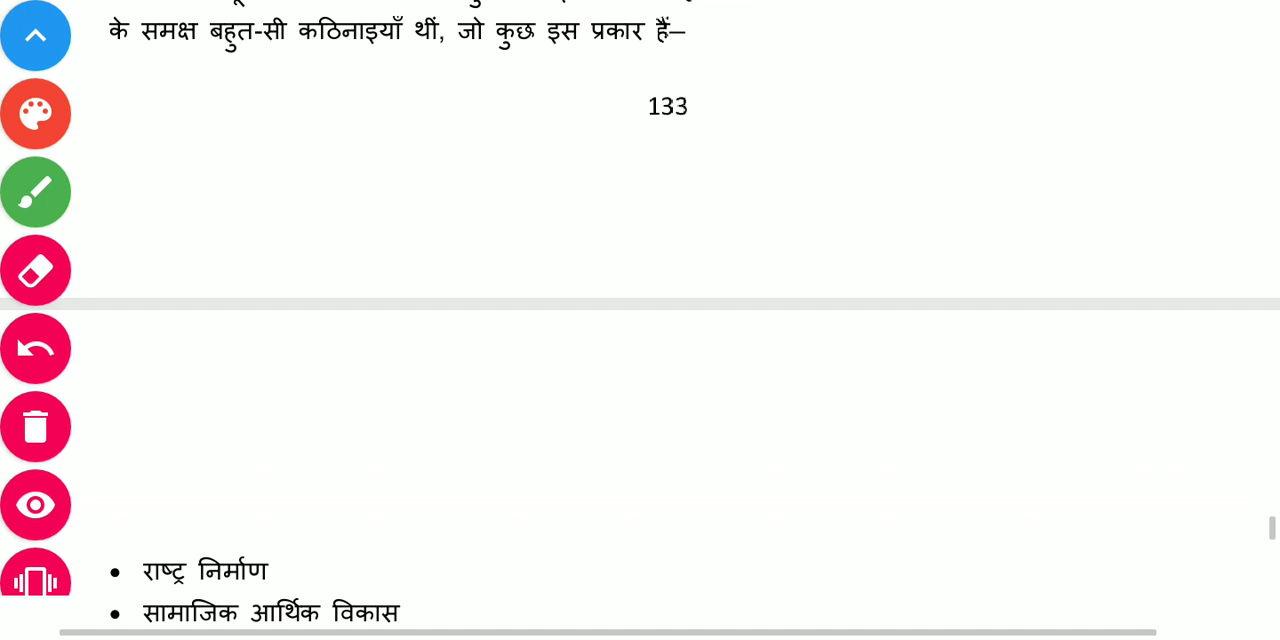 के समक्ष बहुत-सी कठिनाइयाँ थीं, जो कुछ इस प्रकार हैं—
133
• राष्ट्र निर्माण
• सामाजिक आर्थिक विकास